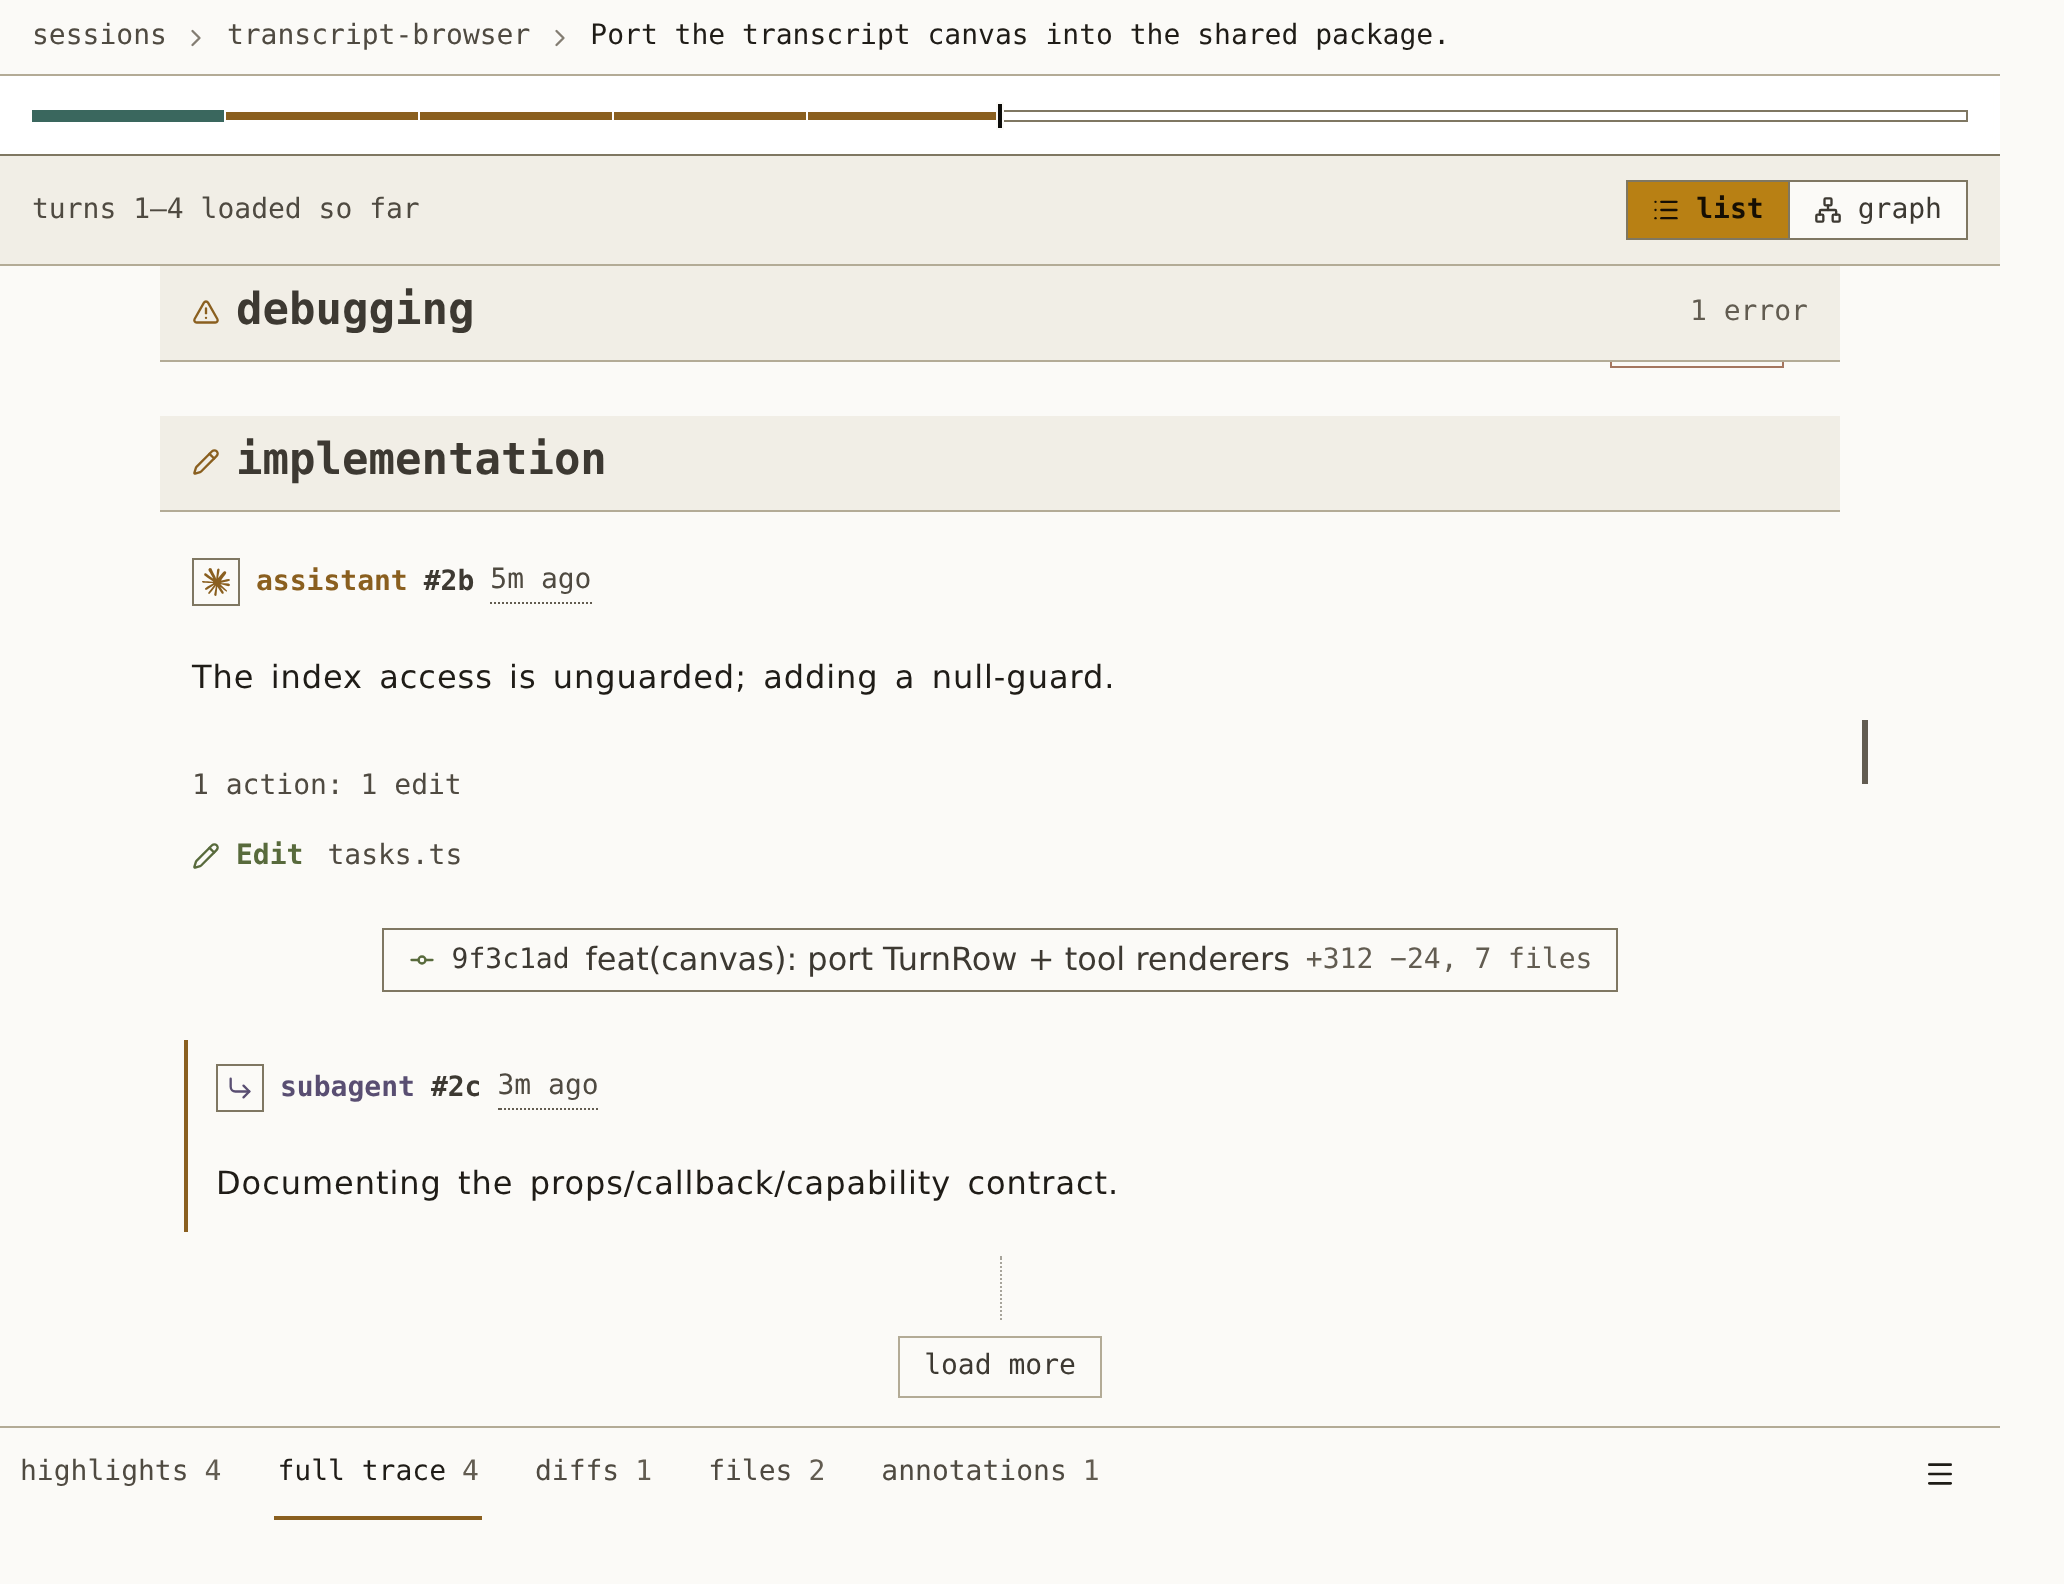 sessions > transcript-browser > Port the transcript canvas into the shared package.
turns 1–4 loaded so far
list
graph
debugging
1 error
implementation
assistant #2b 5m ago
The index access is unguarded; adding a null-guard.
1 action: 1 edit
Edit tasks.ts
9f3c1ad feat(canvas): port TurnRow + tool renderers +312 −24, 7 files
subagent #2c 3m ago
Documenting the props/callback/capability contract.
load more
highlights 4
full trace 4
diffs 1
files 2
annotations 1